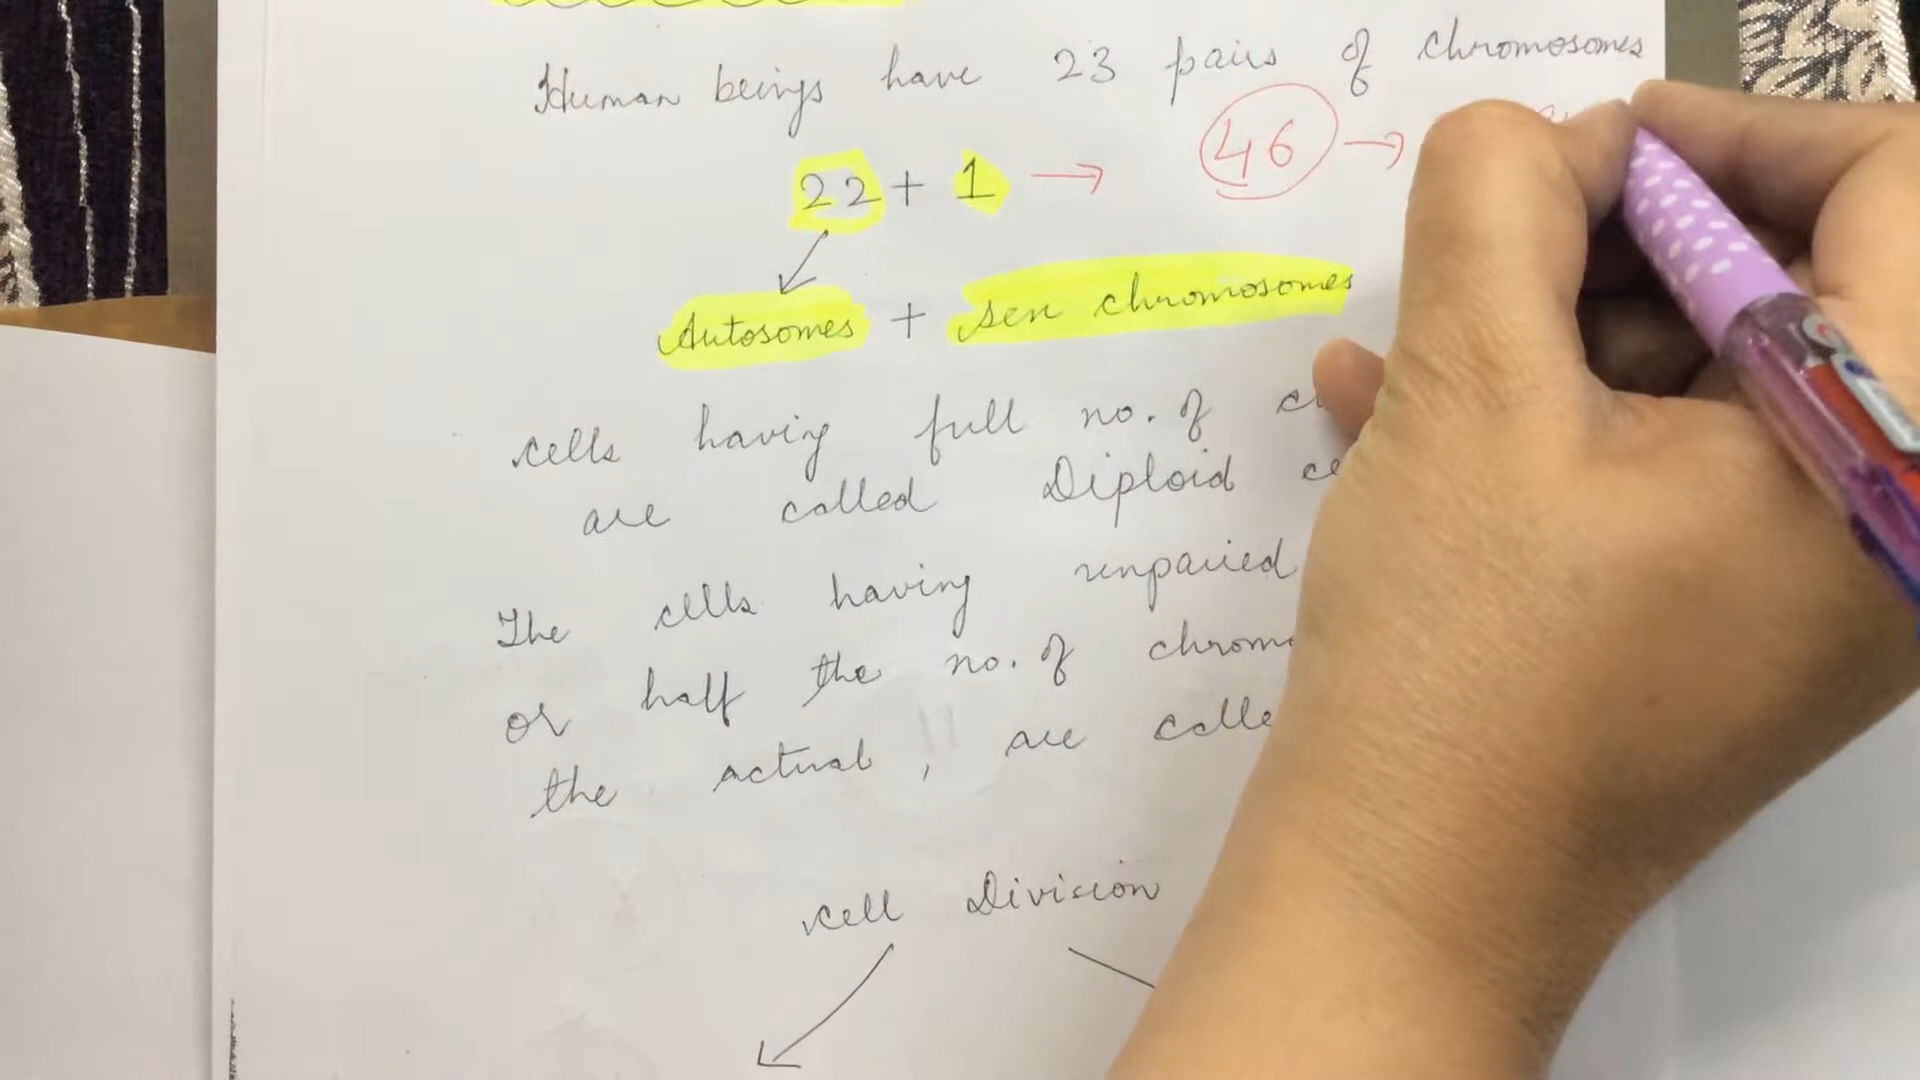 Human beings have 23 pairs of chromosomes
22 + 1 → 46 →
Autosomes + sex chromosomes
cells having full no. of
are called Diploid
The cells having unpaired
or half the no. of
the actual, are
cell Division